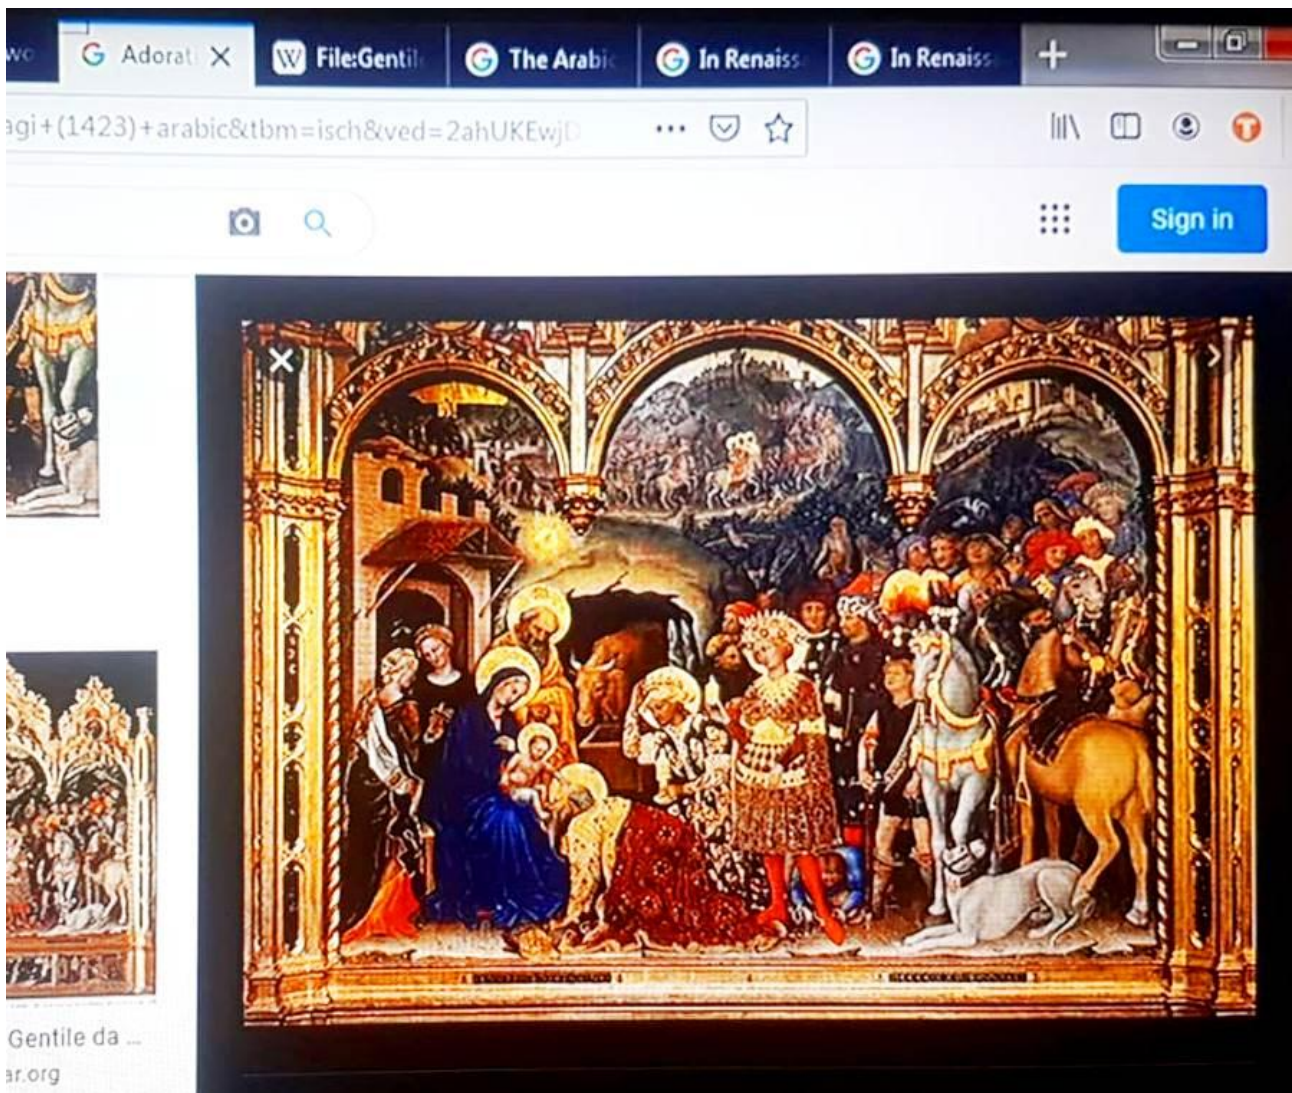 wo
Adorat
File:Gentil
The Arabic
In Renaiss
In Renaiss
agi+(1423)+arabic&tbm=isch&ved=2ahUKEwjD
Sign in
Gentile da ...
ar.org